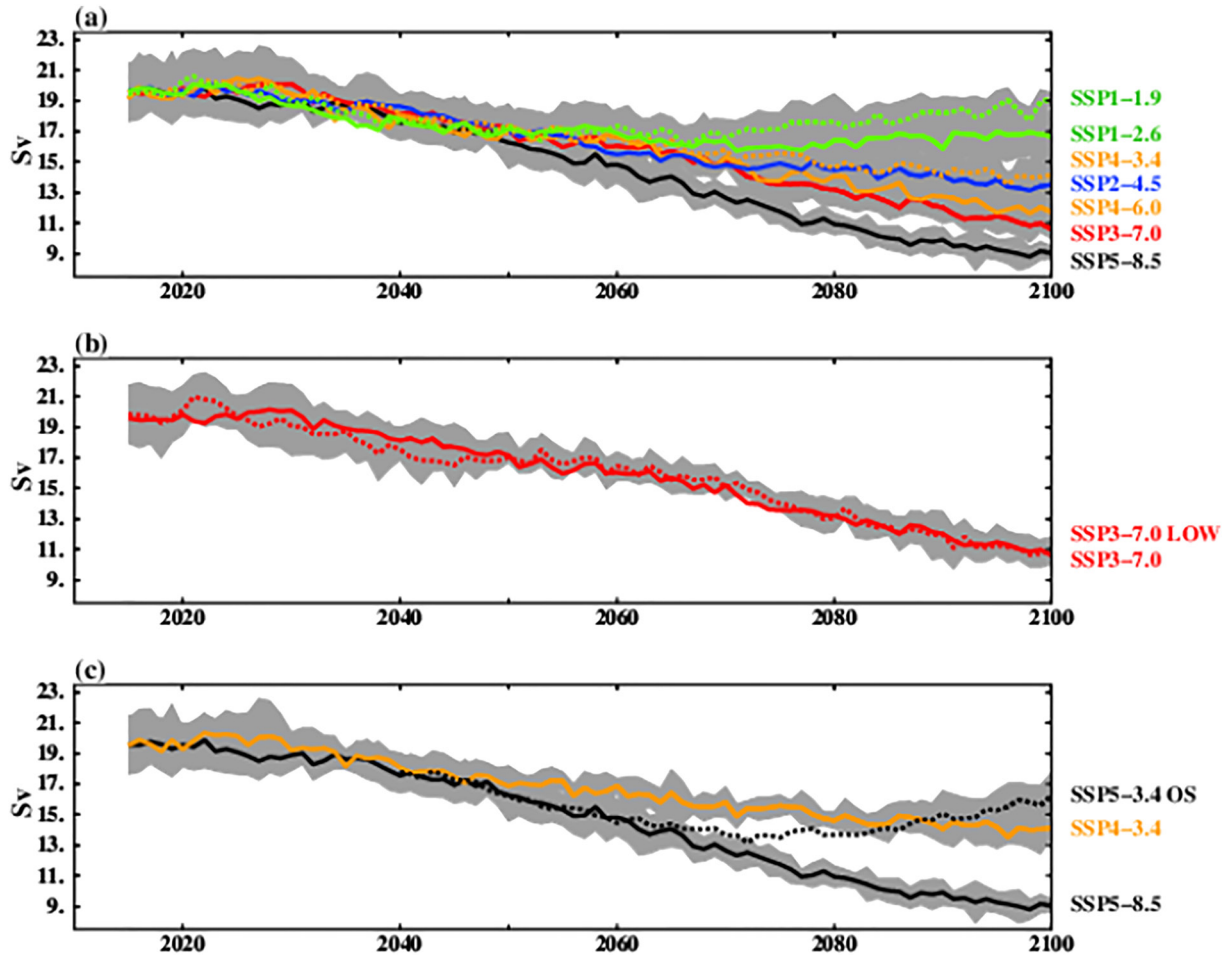 (a)
23.
21.
19.
17.
15.
13.
11.
9.
Sv
SSP1-1.9
SSP1-2.6
SSP4-3.4
SSP2-4.5
SSP4-6.0
SSP3-7.0
SSP5-8.5
2020 2040 2060 2080 2100
(b)
23.
21.
19.
17.
15.
13.
11.
9.
Sv
SSP3-7.0 LOW
SSP3-7.0
2020 2040 2060 2080 2100
(c)
23.
21.
19.
17.
15.
13.
11.
9.
Sv
SSP5-3.4 OS
SSP4-3.4
SSP5-8.5
2020 2040 2060 2080 2100